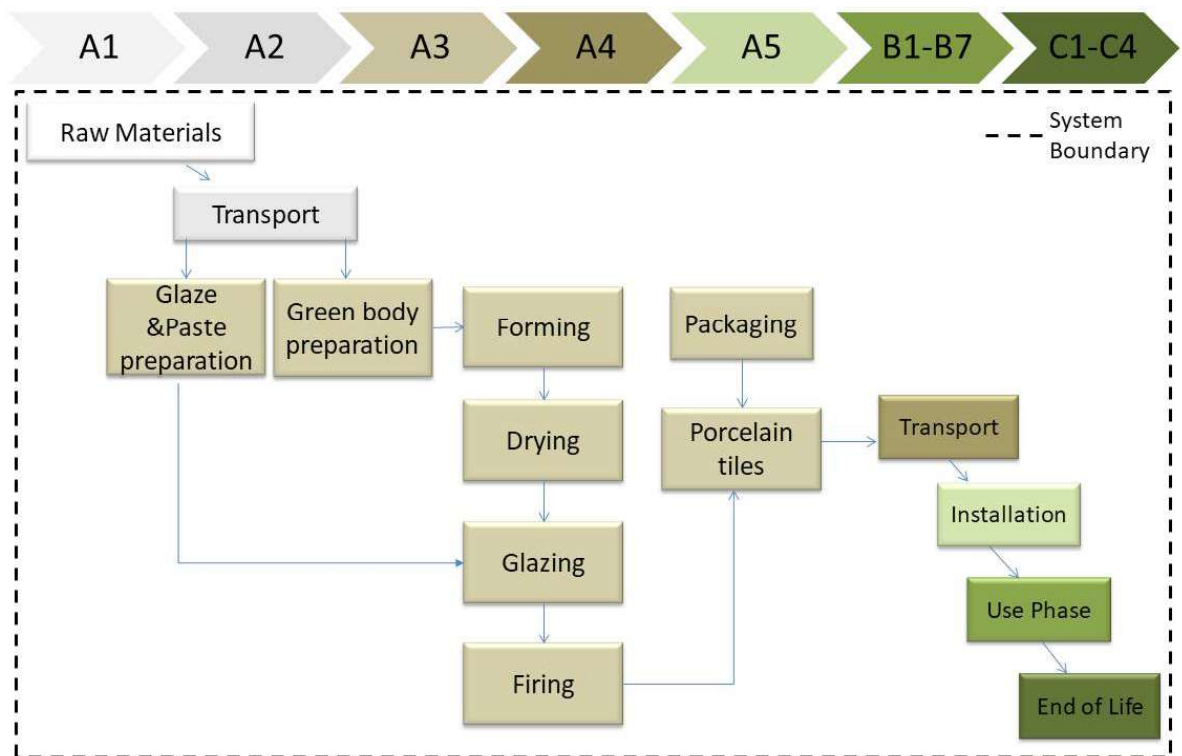 A1
A2
A3
A4
A5
B1-B7
C1-C4
System
Boundary
Raw Materials
Transport
Glaze
&Paste
preparation
Green body
preparation
Forming
Packaging
Drying
Porcelain
tiles
Transport
Installation
Glazing
Use Phase
Firing
End of Life